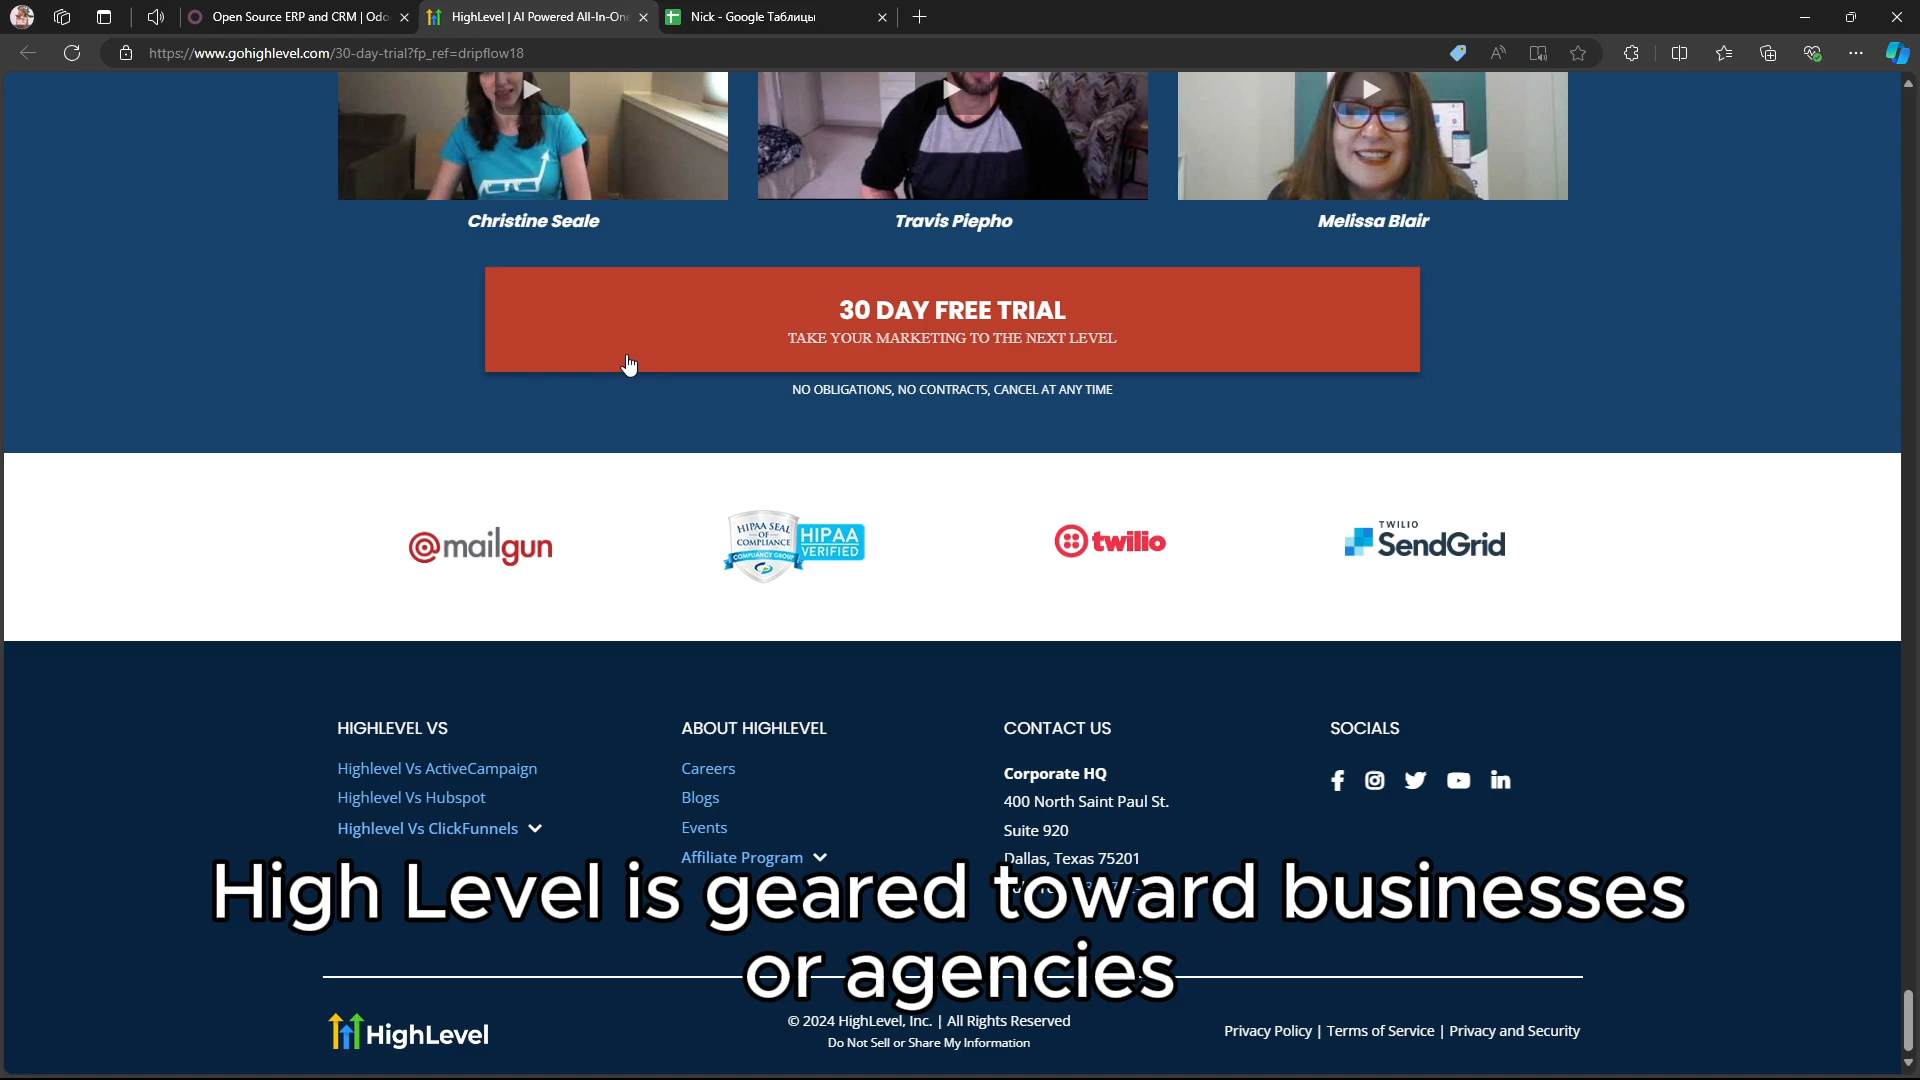 Open Source ERP and CRM | Odo
HighLevel | AI Powered All-In-One
Nick - Google Таблицы
https://www.gohighlevel.com/30-day-trial?fp_ref=dripflow18
Christine Seale
Travis Piepho
Melissa Blair
30 DAY FREE TRIAL
TAKE YOUR MARKETING TO THE NEXT LEVEL
NO OBLIGATIONS, NO CONTRACTS, CANCEL AT ANY TIME
mailgun
HIPAA SEAL OF COMPLIANCE
COMPLIANCY GROUP
HIPAA VERIFIED
twilio
TWILIO
SendGrid
HIGHLEVEL VS
Highlevel Vs ActiveCampaign
Highlevel Vs Hubspot
Highlevel Vs ClickFunnels
ABOUT HIGHLEVEL
Careers
Blogs
Events
Affiliate Program
CONTACT US
Corporate HQ
400 North Saint Paul St.
Suite 920
Dallas, Texas 75201
SOCIALS
High Level is geared toward businesses
or agencies
HighLevel
© 2024 HighLevel, Inc. | All Rights Reserved
Do Not Sell or Share My Information
Privacy Policy | Terms of Service | Privacy and Security